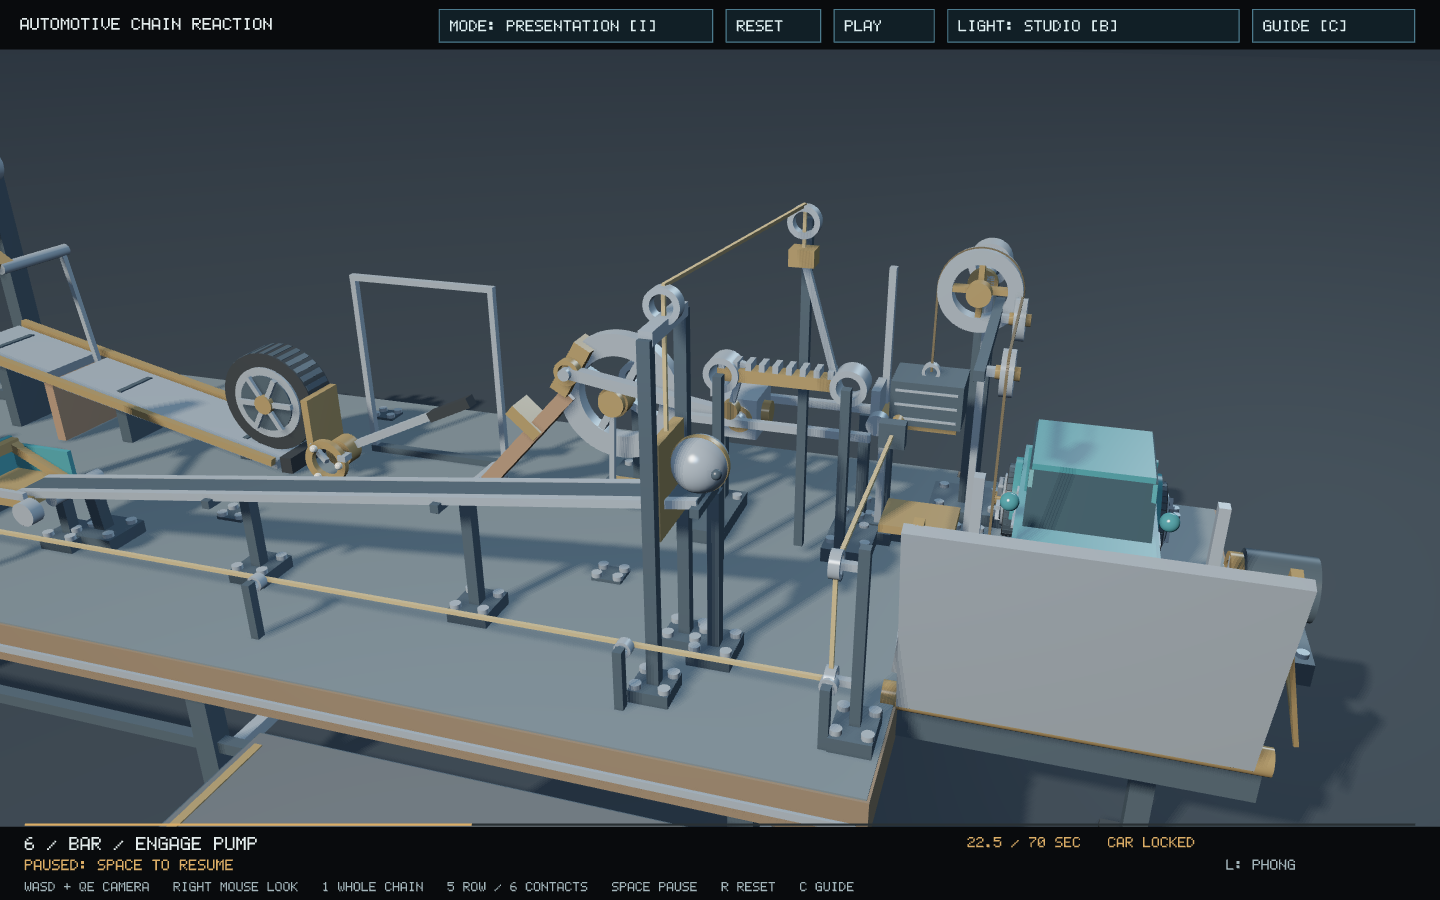 AUTOMOTIVE CHAIN REACTION
MODE: PRESENTATION [I]
RESET
PLAY
LIGHT: STUDIO [B]
GUIDE [C]
6 / BAR / ENGAGE PUMP
22.5 / 70 SEC CAR LOCKED
PAUSED: SPACE TO RESUME
L: PHONG
WASD + QE CAMERA RIGHT MOUSE LOOK 1 WHOLE CHAIN 5 ROW / 6 CONTACTS SPACE PAUSE R RESET C GUIDE